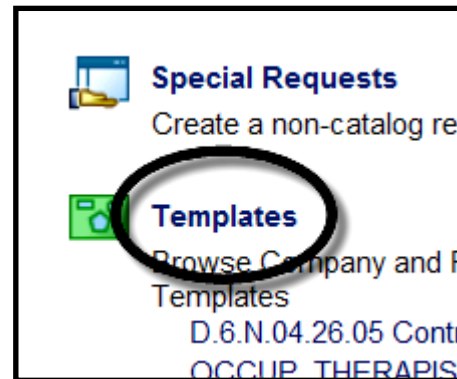 Special Requests
Create a non-catalog re
Templates
Browse Company and
Templates
D.6.N.04.26.05 Contr
OCCUP THERAPIS